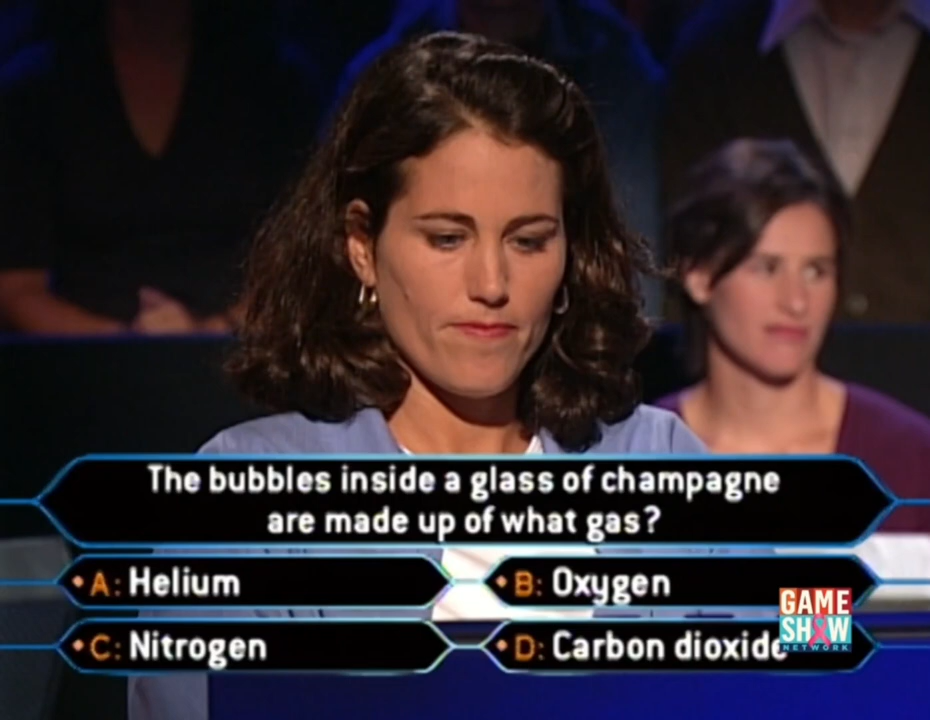 The bubbles inside a glass of champagne
are made up of what gas?
A: Helium
B: Oxygen
C: Nitrogen
D: Carbon dioxide
GAME
SHOW
NETWORK